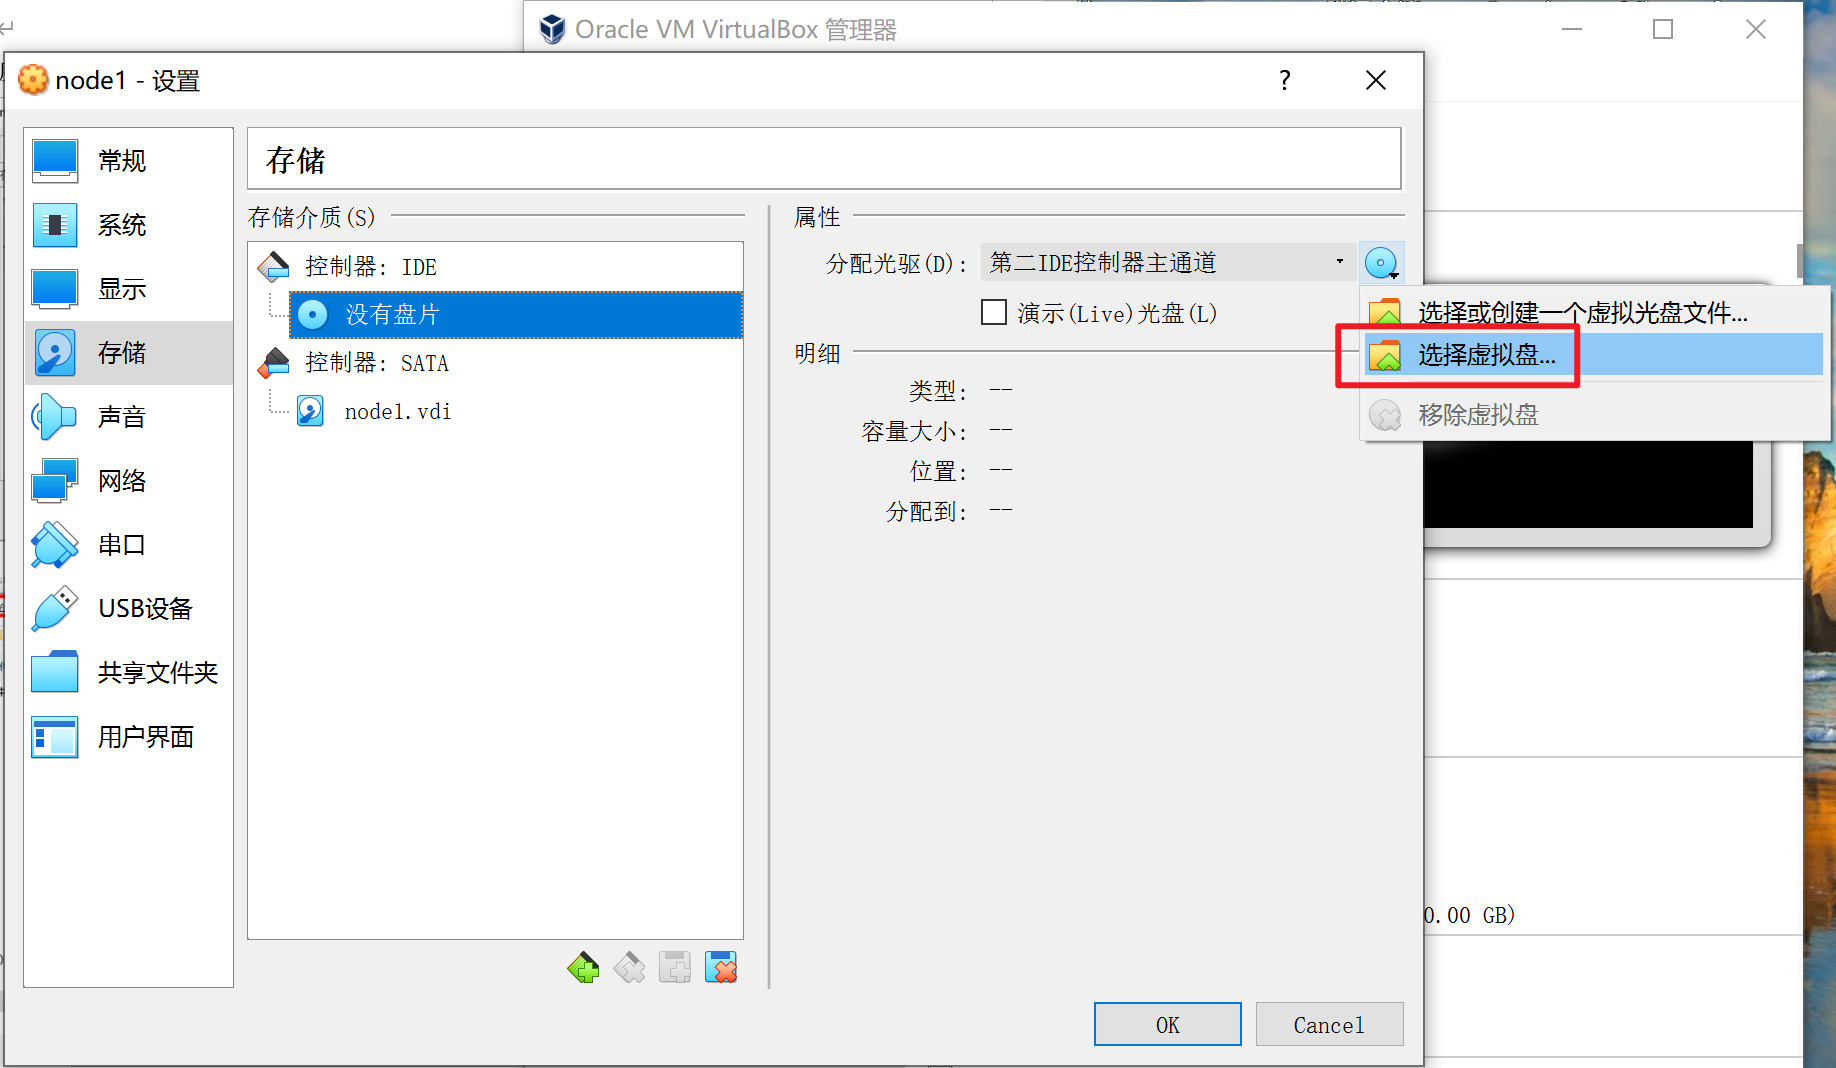 Oracle VM VirtualBox 管理器
node1 - 设置
?
常规
系统
显示
存储
声音
网络
串口
USB设备
共享文件夹
用户界面
存储
存储介质(S)
控制器: IDE
没有盘片
控制器: SATA
node1.vdi
属性
分配光驱(D): 第二IDE控制器主通道
演示(Live)光盘(L)
明细
类型: --
容量大小: --
位置: --
分配到: --
选择或创建一个虚拟光盘文件...
选择虚拟盘...
移除虚拟盘
0.00 GB)
OK
Cancel